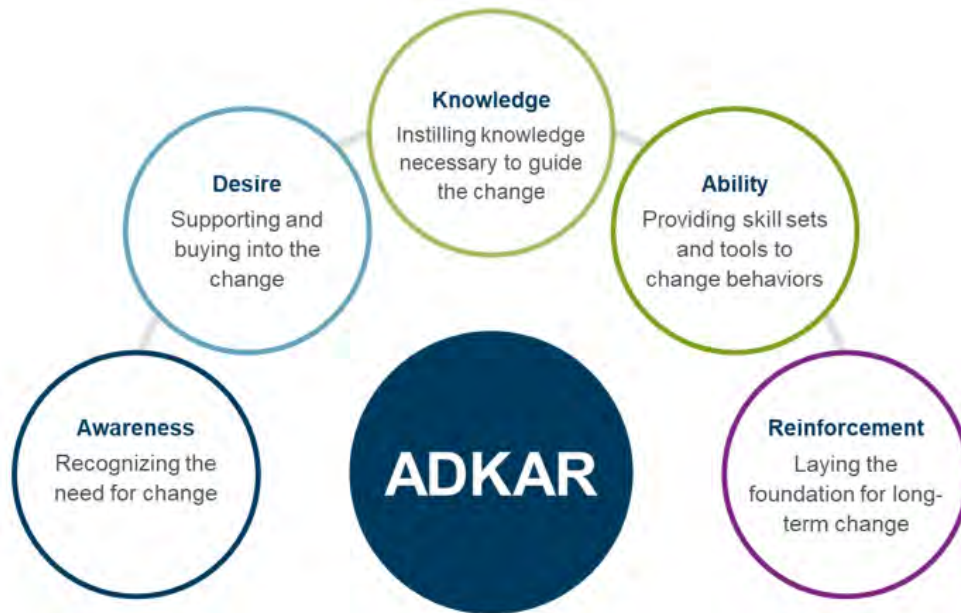 Awareness
Recognizing the
need for change
Desire
Supporting and
buying into the
change
Knowledge
Instilling knowledge
necessary to guide
the change
Ability
Providing skill sets
and tools to
change behaviors
Reinforcement
Laying the
foundation for long-
term change
ADKAR